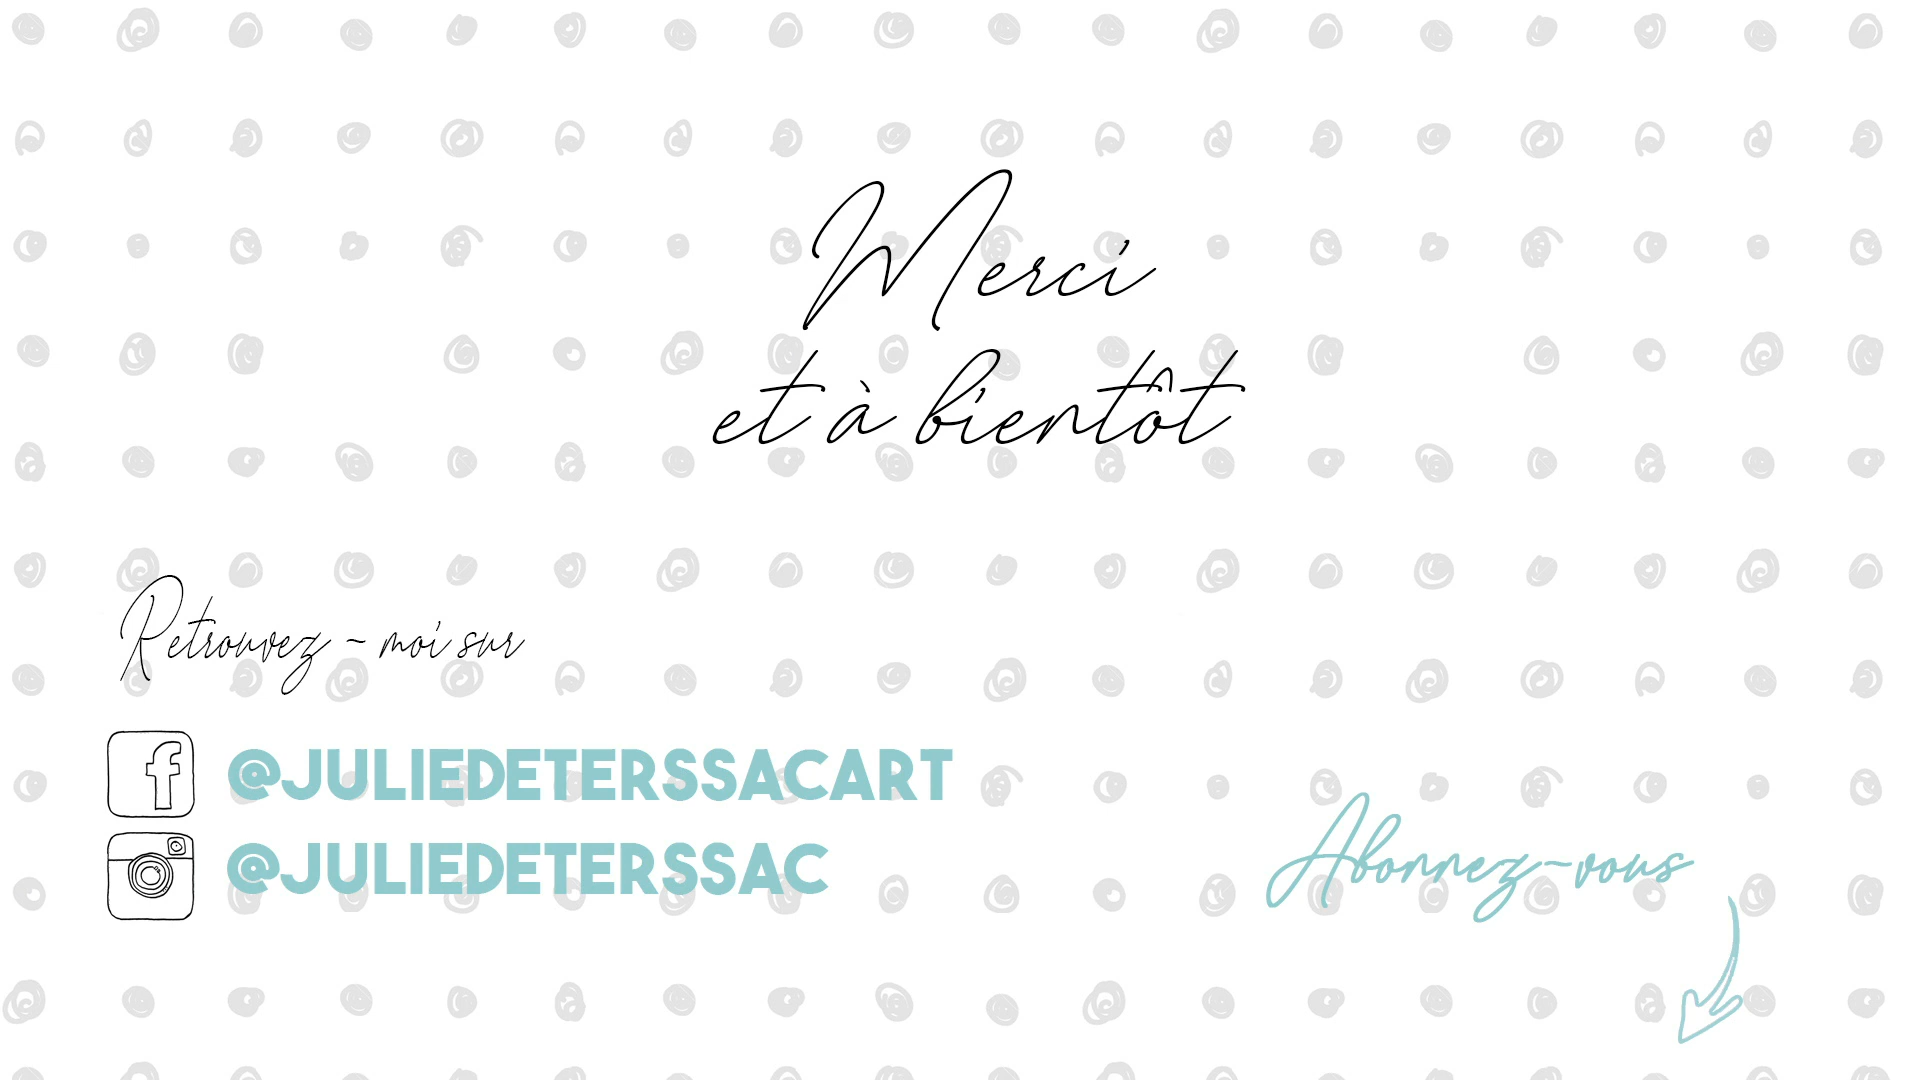 Merci
et à bientôt
Retrouvez-moi sur
@JULIEDETERSSACART
@JULIEDETERSSAC
Abonnez-vous